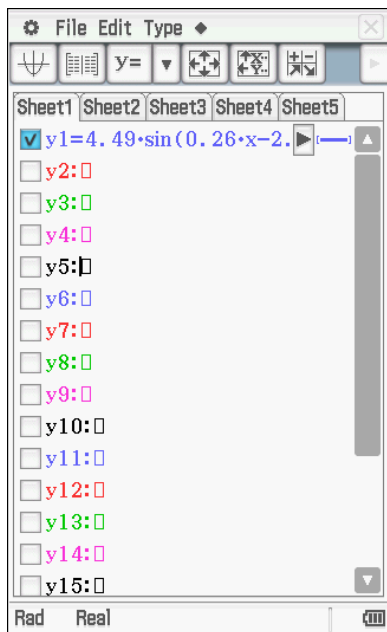 File Edit Type ◆
Y=
Sheet1 Sheet2 Sheet3 Sheet4 Sheet5
y1=4.49·sin(0.26·x−2.
y2:▯
y3:▯
y4:▯
y5:▯
y6:▯
y7:▯
y8:▯
y9:▯
y10:▯
y11:▯
y12:▯
y13:▯
y14:▯
y15:▯
Rad Real